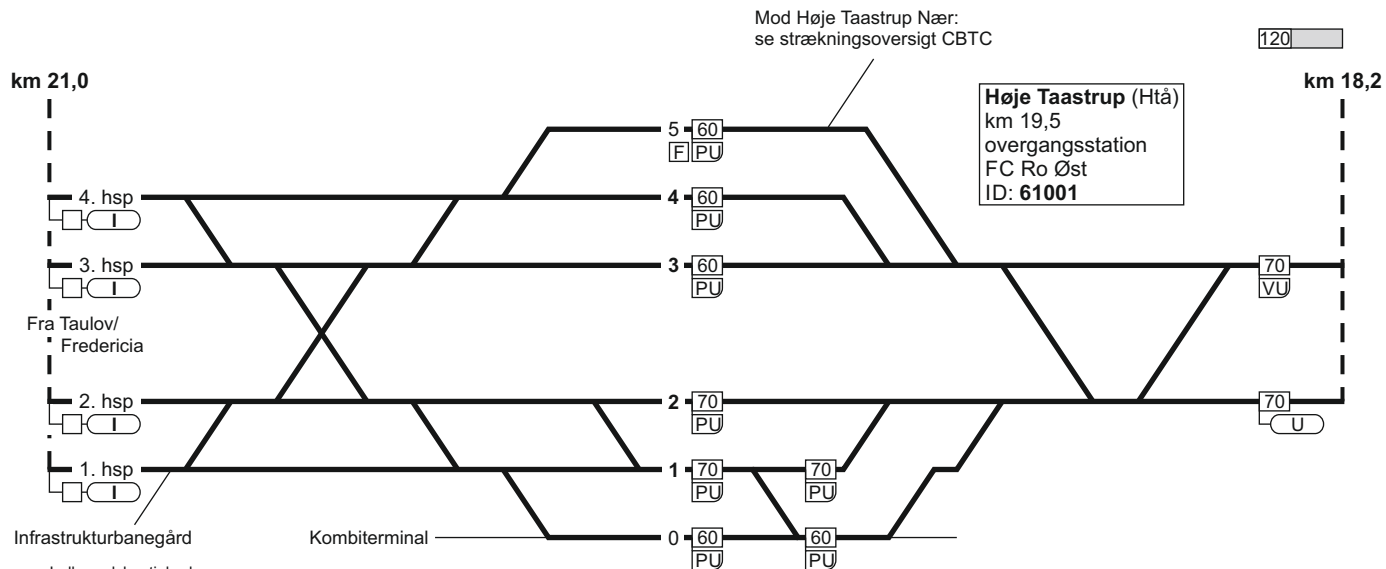 Mod Høje Taastrup Nær:
se strækningsoversigt CBTC
120
km 21,0
km 18,2
Høje Taastrup (Htå)
km 19,5
overgangsstation
FC Ro Øst
ID: 61001
5 60
F PU
4. hsp
I
4 60
PU
3. hsp
I
3 60
PU
70
VU
Fra Taulov/
Fredericia
2. hsp
I
2 70
PU
70
U
1. hsp
I
1 70
PU
70
PU
Infrastrukturbanegård
Kombiterminal
0 60
PU
60
PU